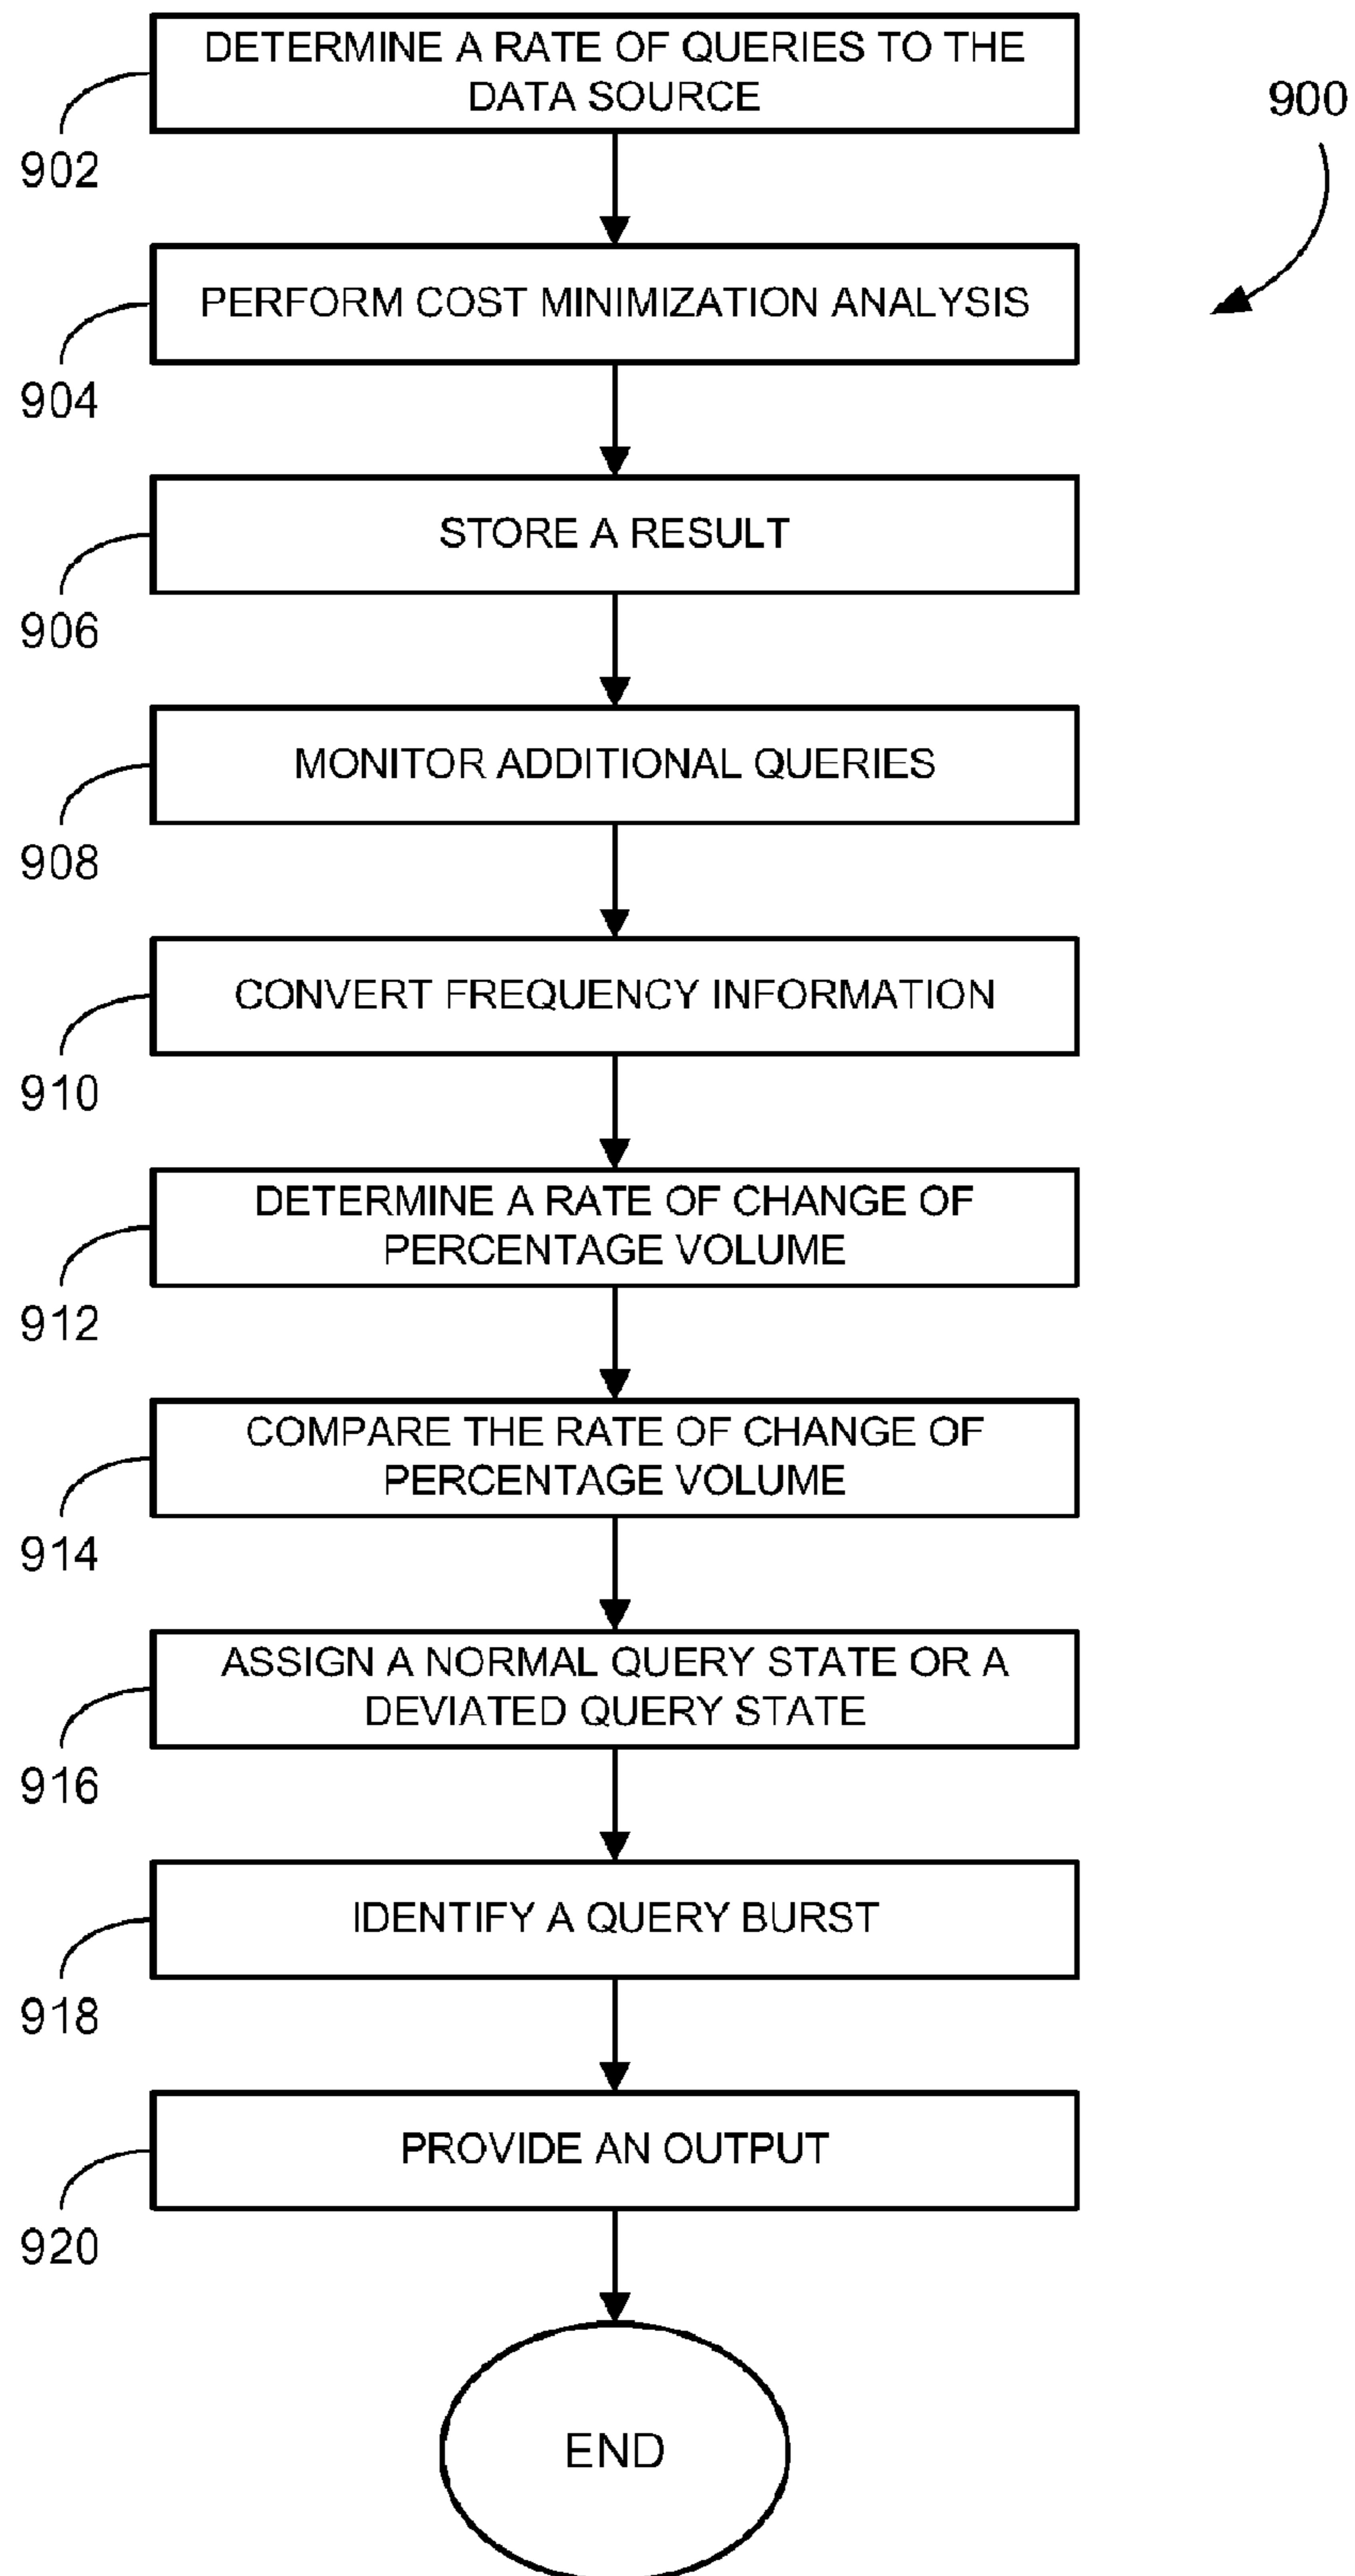 DETERMINE A RATE OF QUERIES TO THE
DATA SOURCE
900
902
PERFORM COST MINIMIZATION ANALYSIS
904
STORE A RESULT
906
MONITOR ADDITIONAL QUERIES
908
CONVERT FREQUENCY INFORMATION
910
DETERMINE A RATE OF CHANGE OF
PERCENTAGE VOLUME
912
COMPARE THE RATE OF CHANGE OF
PERCENTAGE VOLUME
914
ASSIGN A NORMAL QUERY STATE OR A
DEVIATED QUERY STATE
916
IDENTIFY A QUERY BURST
918
PROVIDE AN OUTPUT
920
END